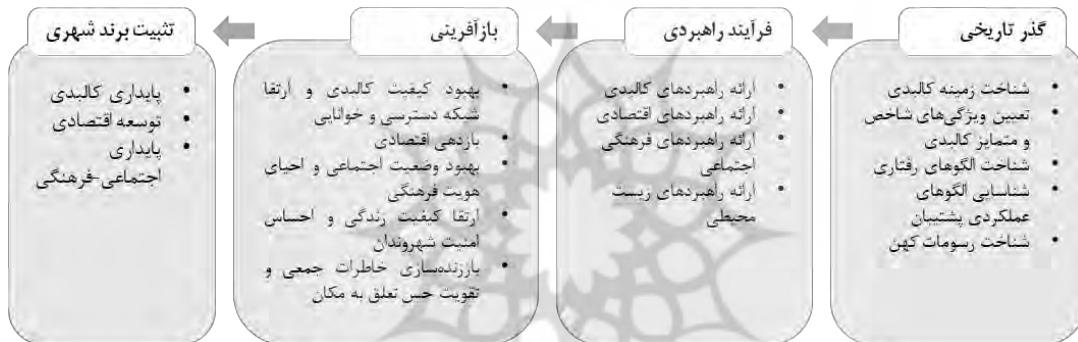 گذر تاریخی
شناخت زمینه کالبدی
تعیین ویژگی‌های شاخص
و متمایز کالبدی
شناخت الگوهای رفتاری
شناسایی الگوهای
عملکردی پشتیبان
شناخت رسومات کهن
فرآیند راهبردی
ارائه راهبردهای کالبدی
ارائه راهبردهای اقتصادی
ارائه راهبردهای فرهنگی
اجتماعی
ارائه راهبردهای زیست
محیطی
بازآفرینی
بهبود کیفیت کالبدی و ارتقا
شبکه دسترسی و خوانایی
بازدهی اقتصادی
بهبود وضعیت اجتماعی و احیای
هویت فرهنگی
ارتقا کیفیت زندگی و احساس
امنیت شهروندان
باززنده‌سازی خاطرات جمعی و
تقویت حس تعلق به مکان
تثبیت برند شهری
پایداری کالبدی
توسعه اقتصادی
پایداری
اجتماعی-فرهنگی